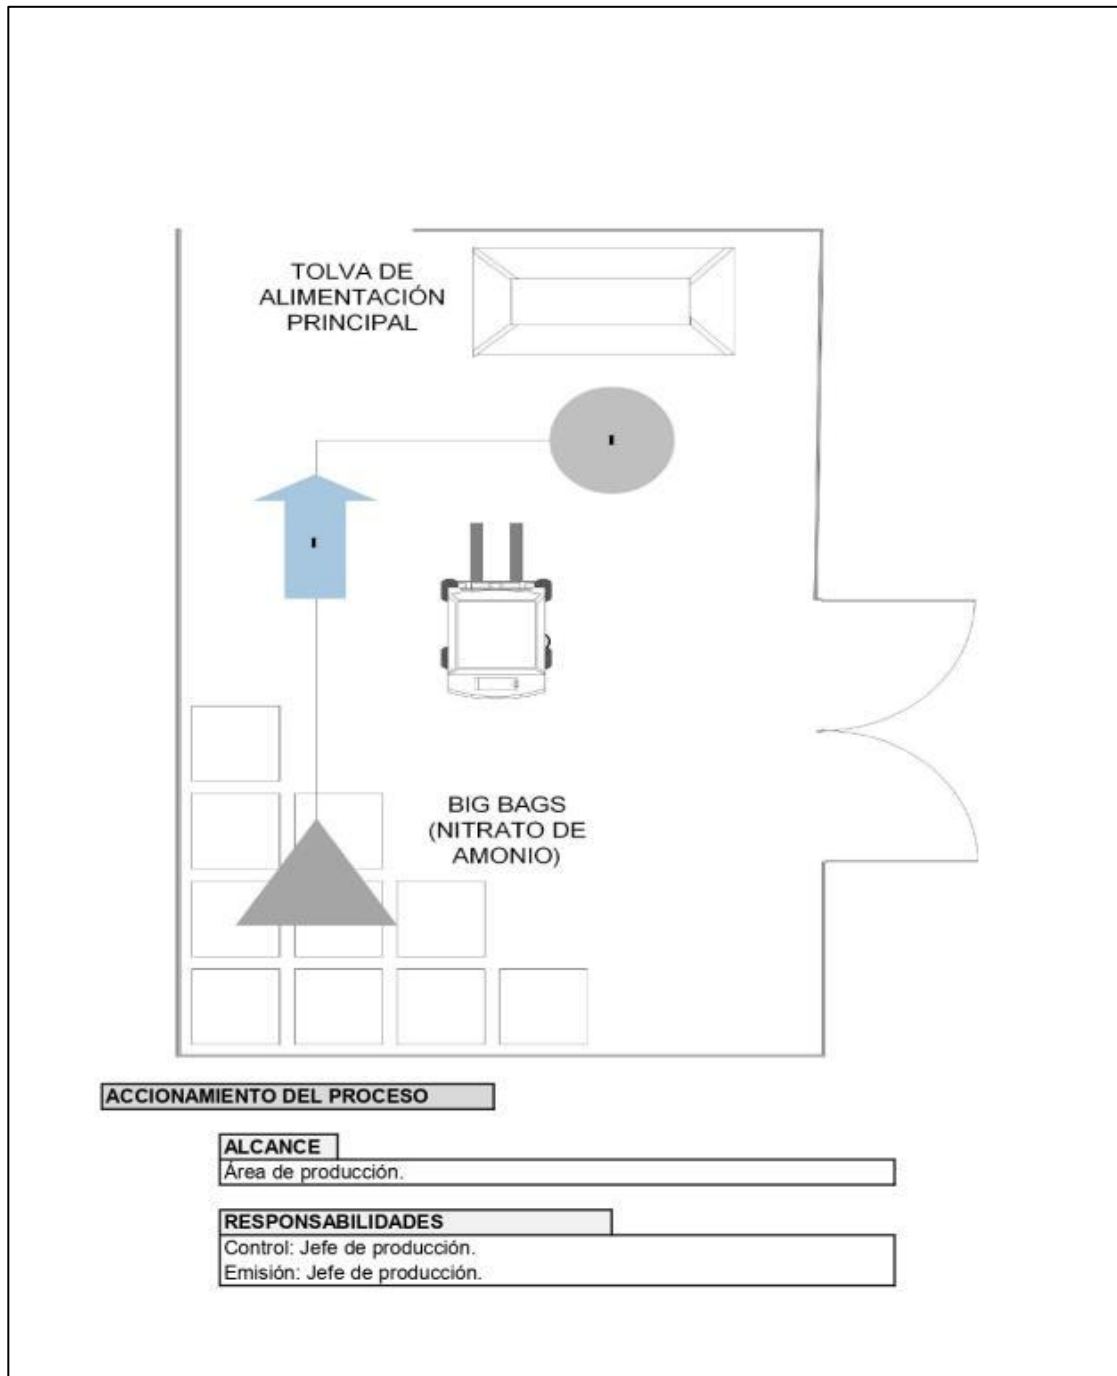 TOLVA DE
ALIMENTACIÓN
PRINCIPAL
BIG BAGS
(NITRATO DE
AMONIO)
ACCIONAMIENTO DEL PROCESO
ALCANCE
Área de producción.
RESPONSABILIDADES
Control: Jefe de producción.
Emisión: Jefe de producción.